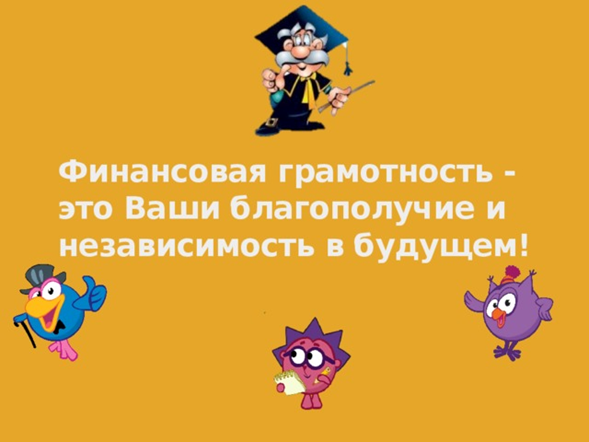 Финансовая грамотность -
это Ваши благополучие и
независимость в будущем!